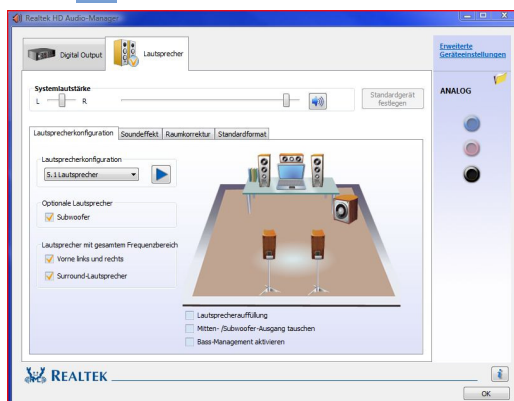 Realtek HD Audio-Manager
Digital Output
Lautsprecher
Erweiterte
Geräteeinstellungen
Systemlautstärke
L R
Standardgerät
festlegen
ANALOG
Lautsprecherkonfiguration Soundeffekt Raumkorrektur Standardformat
Lautsprecherkonfiguration
5.1 Lautsprecher
Optionale Lautsprecher
Subwoofer
Lautsprecher mit gesamtem Frequenzbereich
Vorne links und rechts
Surround-Lautsprecher
Lautsprecherauffüllung
Mitten- /Subwoofer-Ausgang tauschen
Bass-Management aktivieren
REALTEK
i
OK